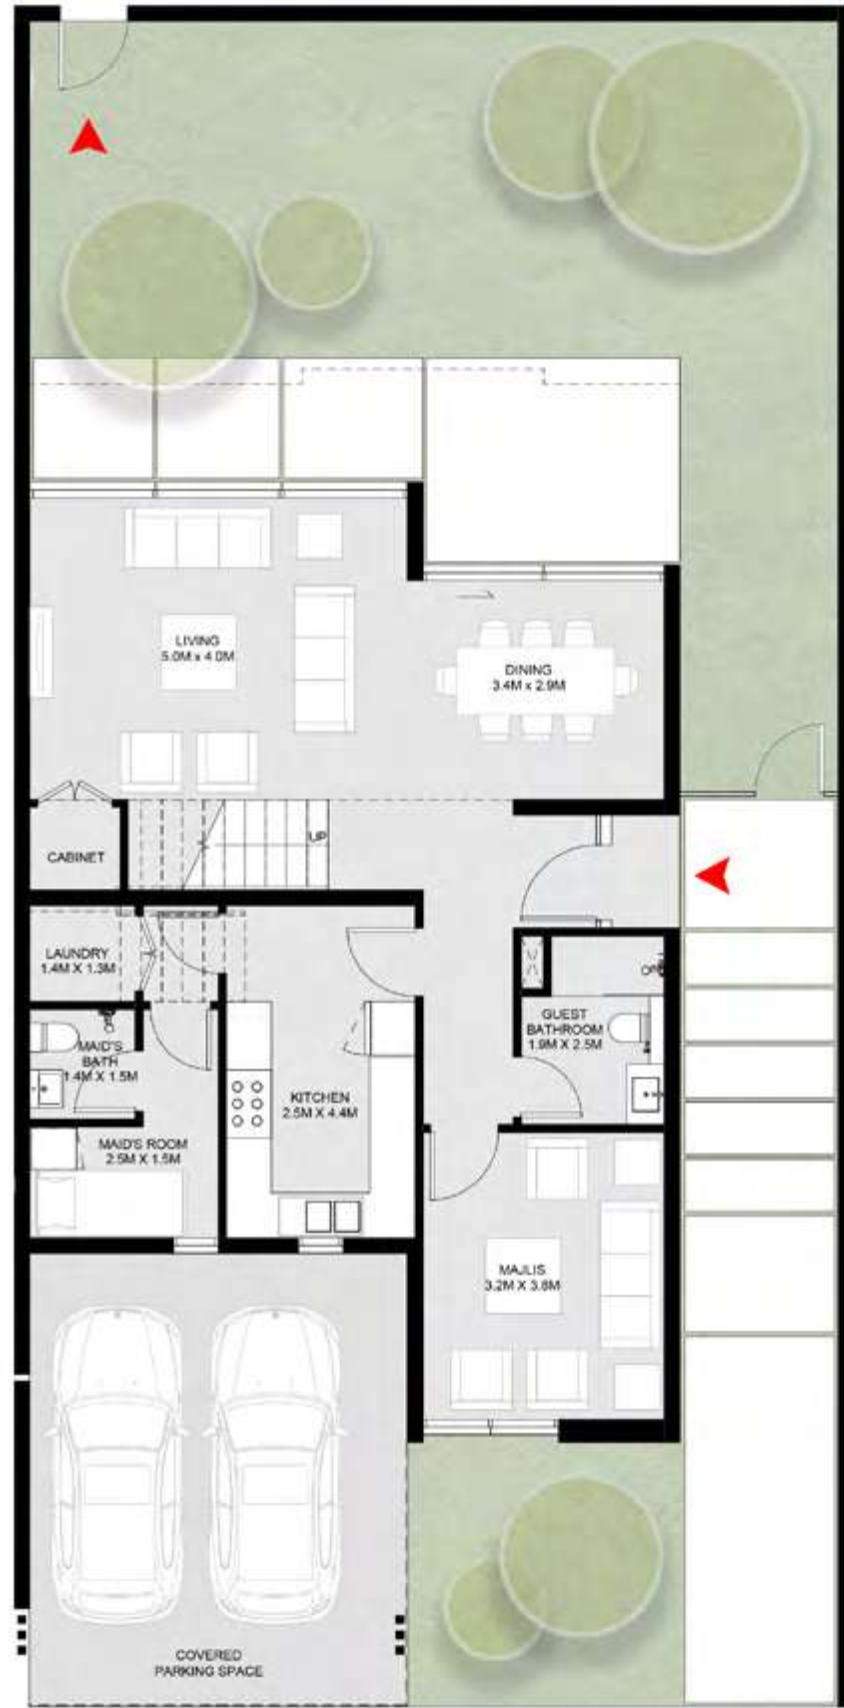 LIVING
5.0M x 4.0M
DINING
3.4M x 2.9M
UP
CABINET
LAUNDRY
1.4M X 1.3M
GUEST
BATHROOM
1.9M X 2.5M
MAID'S
BATH
1.4M X 1.5M
KITCHEN
2.5M X 4.4M
MAID'S ROOM
2.5M X 1.5M
MAJLIS
3.2M X 3.8M
COVERED
PARKING SPACE